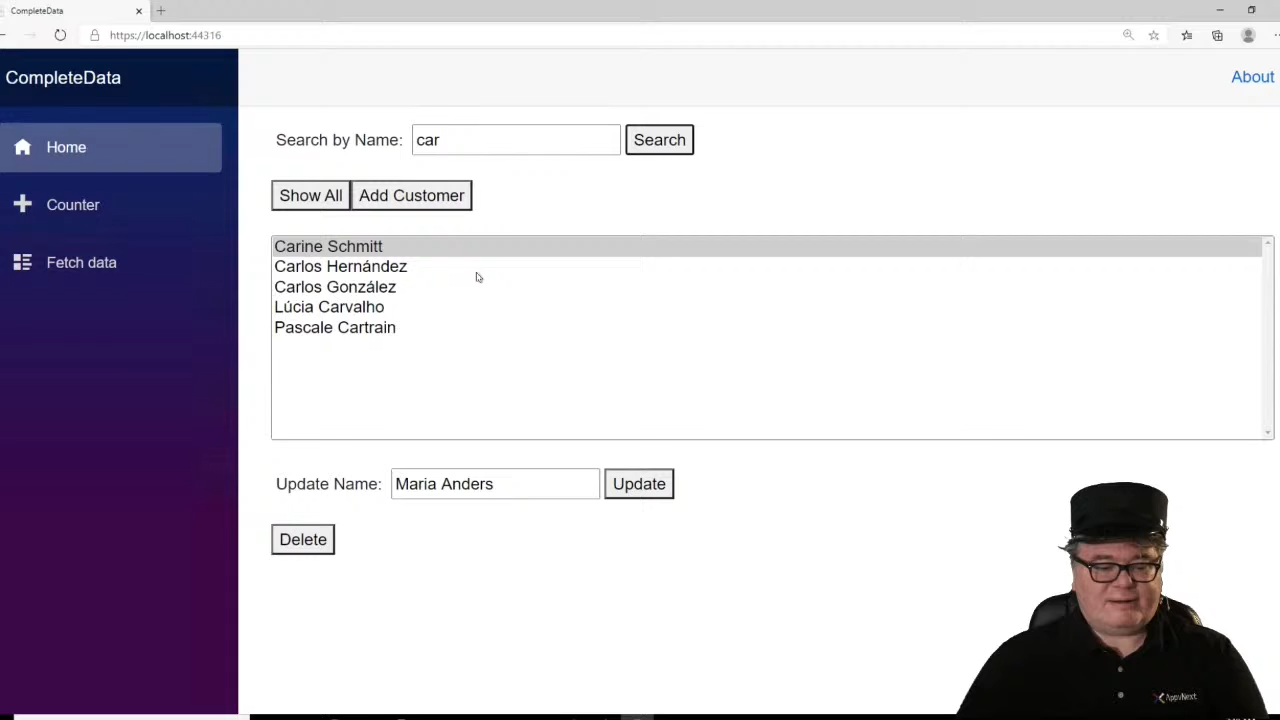 CompleteData
https://localhost:44316
CompleteData
About
Home
Counter
Fetch data
Search by Name: car Search
Show All Add Customer
Carine Schmitt
Carlos Hernández
Carlos González
Lúcia Carvalho
Pascale Cartrain
Update Name: Maria Anders Update
Delete
AppvNext